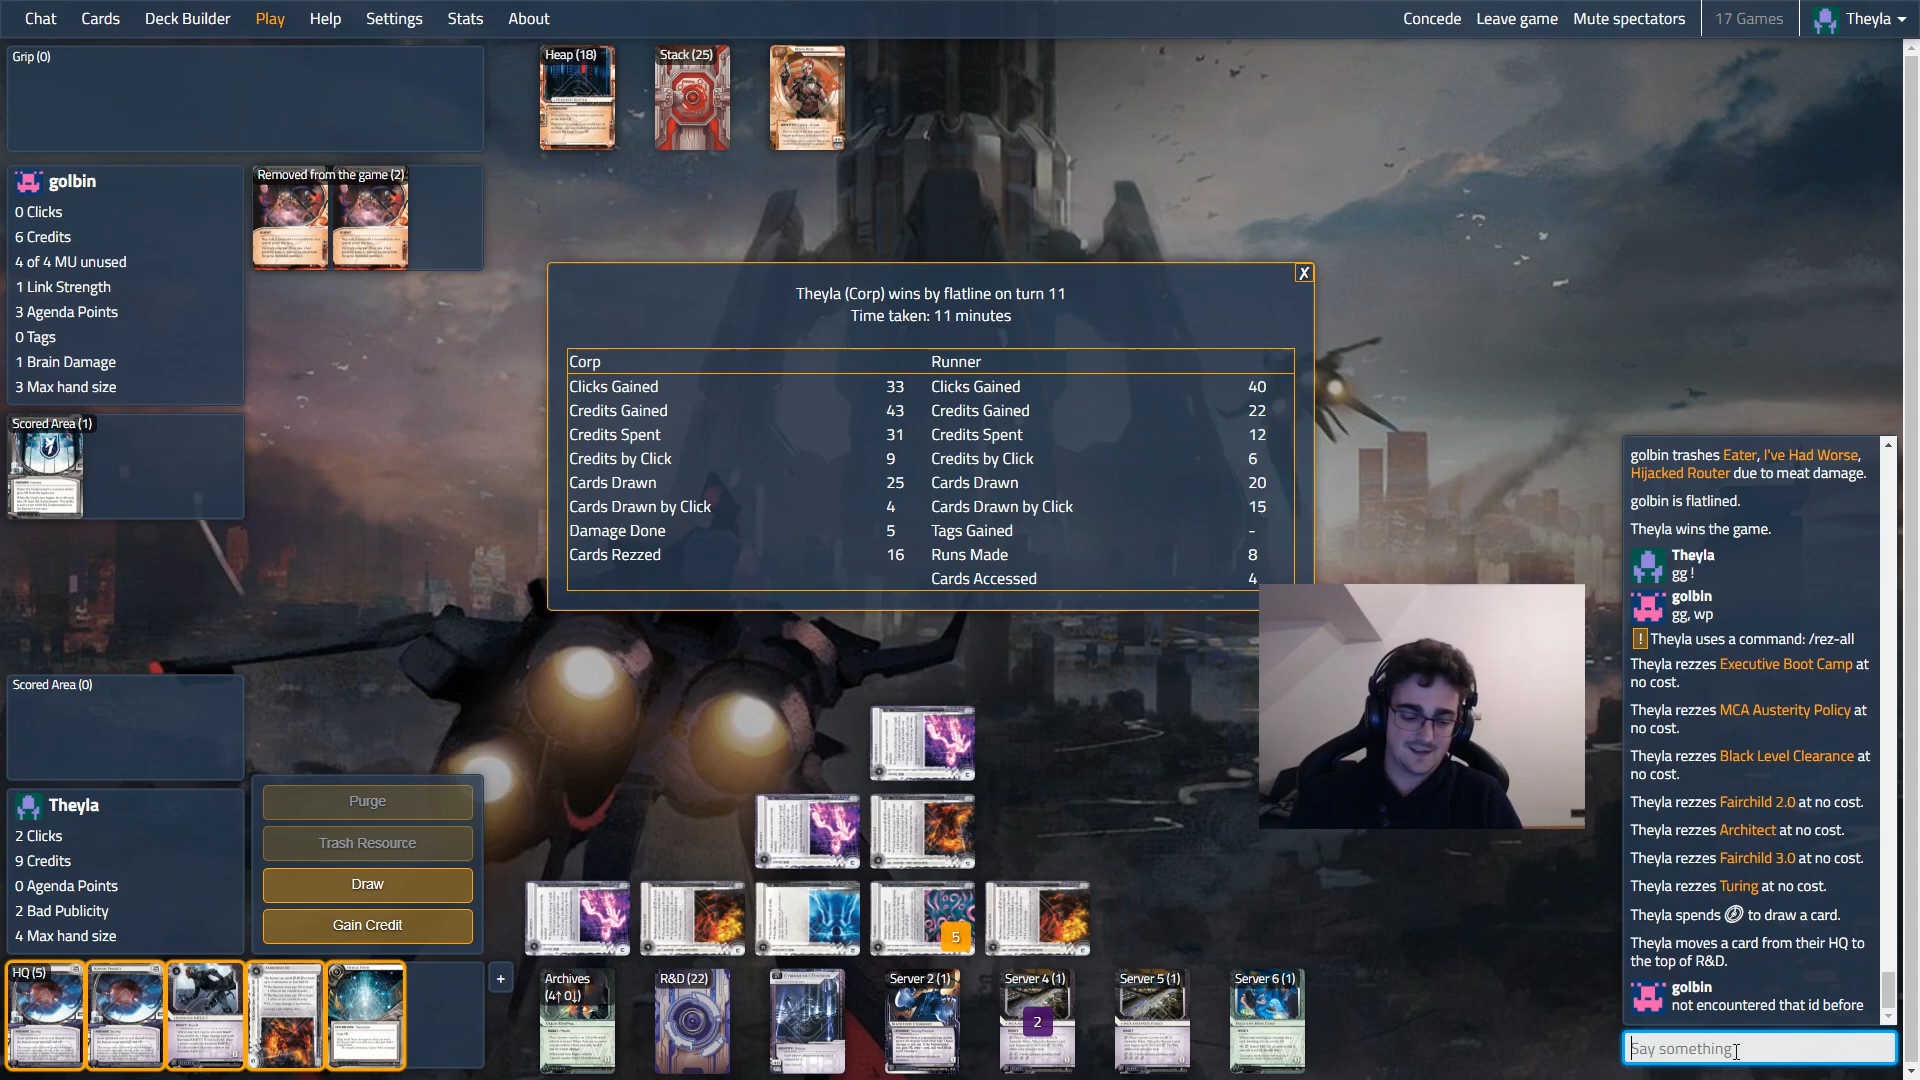 Chat Cards Deck Builder Play Help Settings Stats About
Concede Leave game Mute spectators 17 Games Theyla
Grip (0)
Heap (18)
Stack (25)
golbin
0 Clicks
6 Credits
4 of 4 MU unused
1 Link Strength
3 Agenda Points
0 Tags
1 Brain Damage
3 Max hand size
Removed from the game (2)
Scored Area (1)
X
Theyla (Corp) wins by flatline on turn 11
Time taken: 11 minutes
Corp Runner
Clicks Gained 33 Clicks Gained 40
Credits Gained 43 Credits Gained 22
Credits Spent 31 Credits Spent 12
Credits by Click 9 Credits by Click 6
Cards Drawn 25 Cards Drawn 20
Cards Drawn by Click 4 Cards Drawn by Click 15
Damage Done 5 Tags Gained -
Cards Rezzed 16 Runs Made 8
Cards Accessed 4
Scored Area (0)
Theyla
2 Clicks
9 Credits
0 Agenda Points
2 Bad Publicity
4 Max hand size
Purge
Trash Resource
Draw
Gain Credit
HQ (5)
+
5
Archives
(4↑ 0↓)
R&D (22)
Server 2 (1)
Server 4 (1)
2
Server 5 (1)
Server 6 (1)
golbin trashes Eater, I've Had Worse,
Hijacked Router due to meat damage.
golbin is flatlined.
Theyla wins the game.
Theyla
gg !
golbin
gg, wp
! Theyla uses a command: /rez-all
Theyla rezzes Executive Boot Camp at
no cost.
Theyla rezzes MCA Austerity Policy at
no cost.
Theyla rezzes Black Level Clearance at
no cost.
Theyla rezzes Fairchild 2.0 at no cost.
Theyla rezzes Architect at no cost.
Theyla rezzes Fairchild 3.0 at no cost.
Theyla rezzes Turing at no cost.
Theyla spends to draw a card.
Theyla moves a card from their HQ to
the top of R&D.
golbin
not encountered that id before
Say something